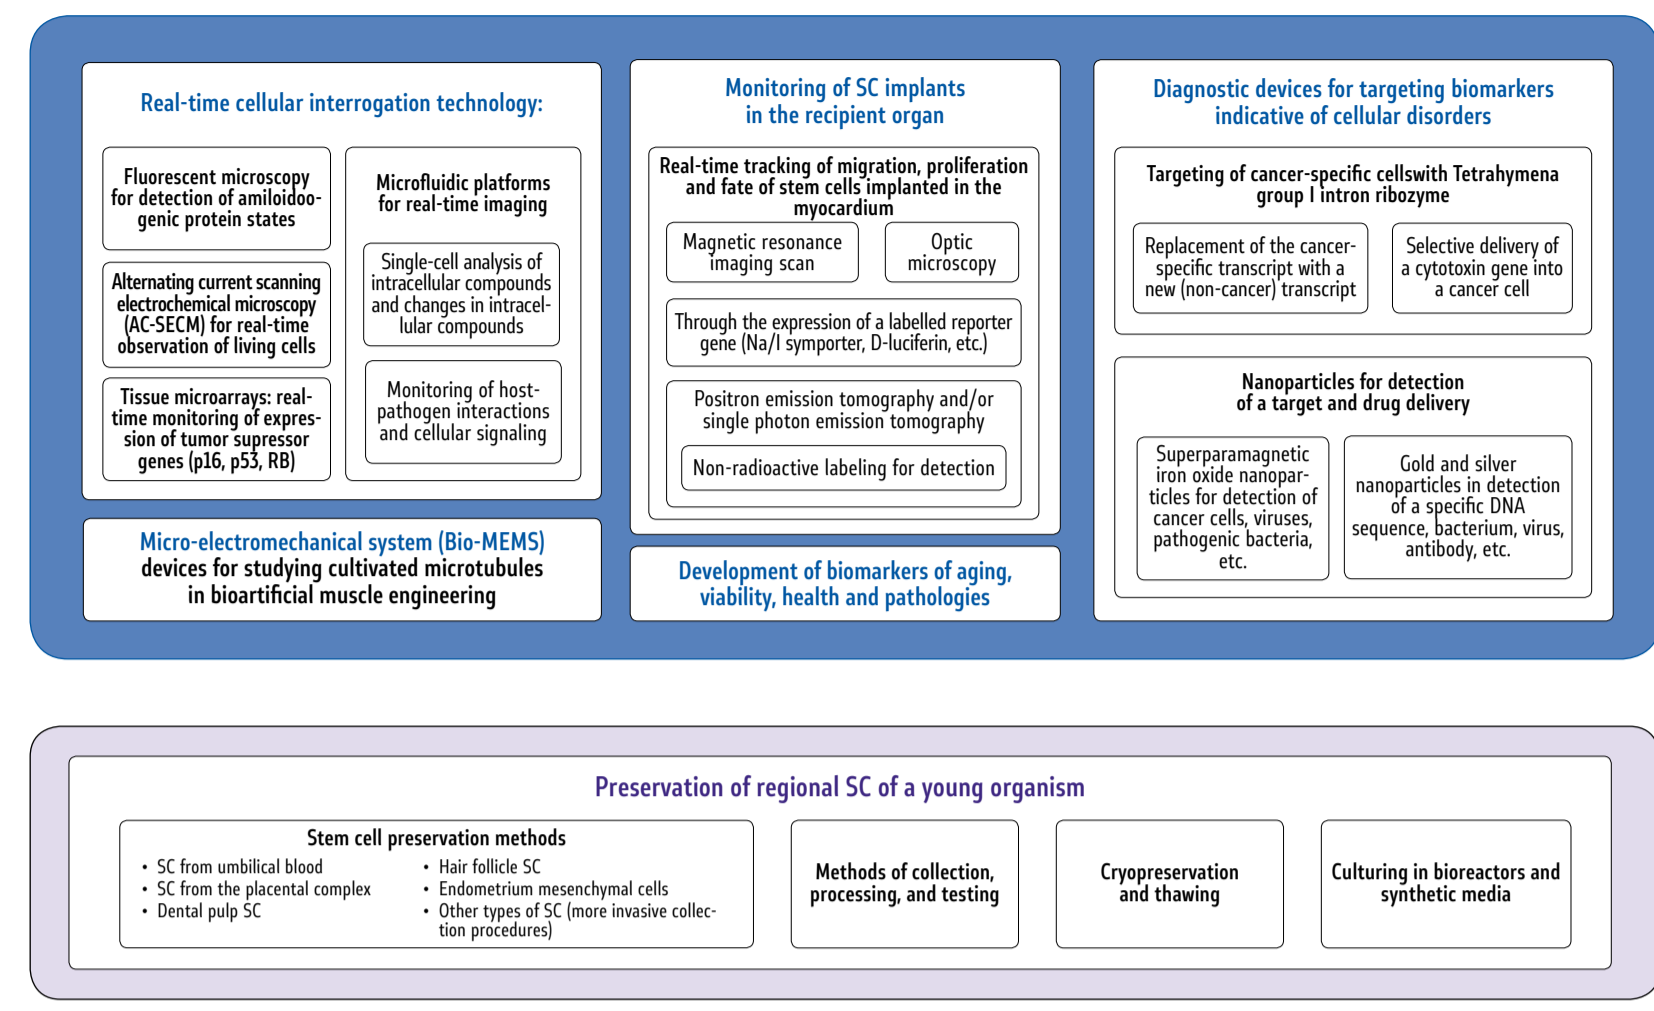 Real-time cellular interrogation technology:
Fluorescent microscopy
for detection of amiloidoo-
genic protein states
Alternating current scanning
electrochemical microscopy
(AC-SECM) for real-time
observation of living cells
Tissue microarrays: real-
time monitoring of expres-
sion of tumor supressor
genes (p16, p53, RB)
Microfluidic platforms
for real-time imaging
Single-cell analysis of
intracellular compounds
and changes in intracel-
lular compounds
Monitoring of host-
pathogen interactions
and cellular signaling
Micro-electromechanical system (Bio-MEMS)
devices for studying cultivated microtubules
in bioartificial muscle engineering
Monitoring of SC implants
in the recipient organ
Real-time tracking of migration, proliferation
and fate of stem cells implanted in the
myocardium
Magnetic resonance
imaging scan
Optic
microscopy
Through the expression of a labelled reporter
gene (Na/I symporter, D-luciferin, etc.)
Positron emission tomography and/or
single photon emission tomography
Non-radioactive labeling for detection
Development of biomarkers of aging,
viability, health and pathologies
Diagnostic devices for targeting biomarkers
indicative of cellular disorders
Targeting of cancer-specific cellswith Tetrahymena
group I intron ribozyme
Replacement of the cancer-
specific transcript with a
new (non-cancer) transcript
Selective delivery of
a cytotoxin gene into
a cancer cell
Nanoparticles for detection
of a target and drug delivery
Superparamagnetic
iron oxide nanopar-
ticles for detection of
cancer cells, viruses,
pathogenic bacteria,
etc.
Gold and silver
nanoparticles in detection
of a specific DNA
sequence, bacterium, virus,
antibody, etc.
Preservation of regional SC of a young organism
Stem cell preservation methods
• SC from umbilical blood
• SC from the placental complex
• Dental pulp SC
• Hair follicle SC
• Endometrium mesenchymal cells
• Other types of SC (more invasive collec-
tion procedures)
Methods of collection,
processing, and testing
Cryopreservation
and thawing
Culturing in bioreactors and
synthetic media